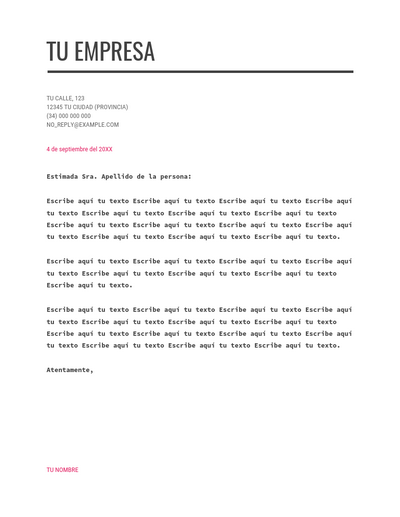 TU EMPRESA
TU CALLE, 123
12345 TU CIUDAD (PROVINCIA)
(34) 000 000 000
NO_REPLY@EXAMPLE.COM
4 de septiembre del 20XX
Estimada Sra. Apellido de la persona:
Escribe aquí tu texto Escribe aquí tu texto Escribe aquí tu texto Escribe aquí
tu texto Escribe aquí tu texto Escribe aquí tu texto Escribe aquí tu texto
Escribe aquí tu texto Escribe aquí tu texto Escribe aquí tu texto Escribe aquí
tu texto Escribe aquí tu texto Escribe aquí tu texto Escribe aquí tu texto.
Escribe aquí tu texto Escribe aquí tu texto Escribe aquí tu texto Escribe aquí
tu texto Escribe aquí tu texto Escribe aquí tu texto Escribe aquí tu texto
Escribe aquí tu texto.
Escribe aquí tu texto Escribe aquí tu texto Escribe aquí tu texto Escribe aquí
tu texto Escribe aquí tu texto Escribe aquí tu texto Escribe aquí tu texto
Escribe aquí tu texto Escribe aquí tu texto Escribe aquí tu texto Escribe aquí
tu texto Escribe aquí tu texto Escribe aquí tu texto Escribe aquí tu texto.
Atentamente,
TU NOMBRE